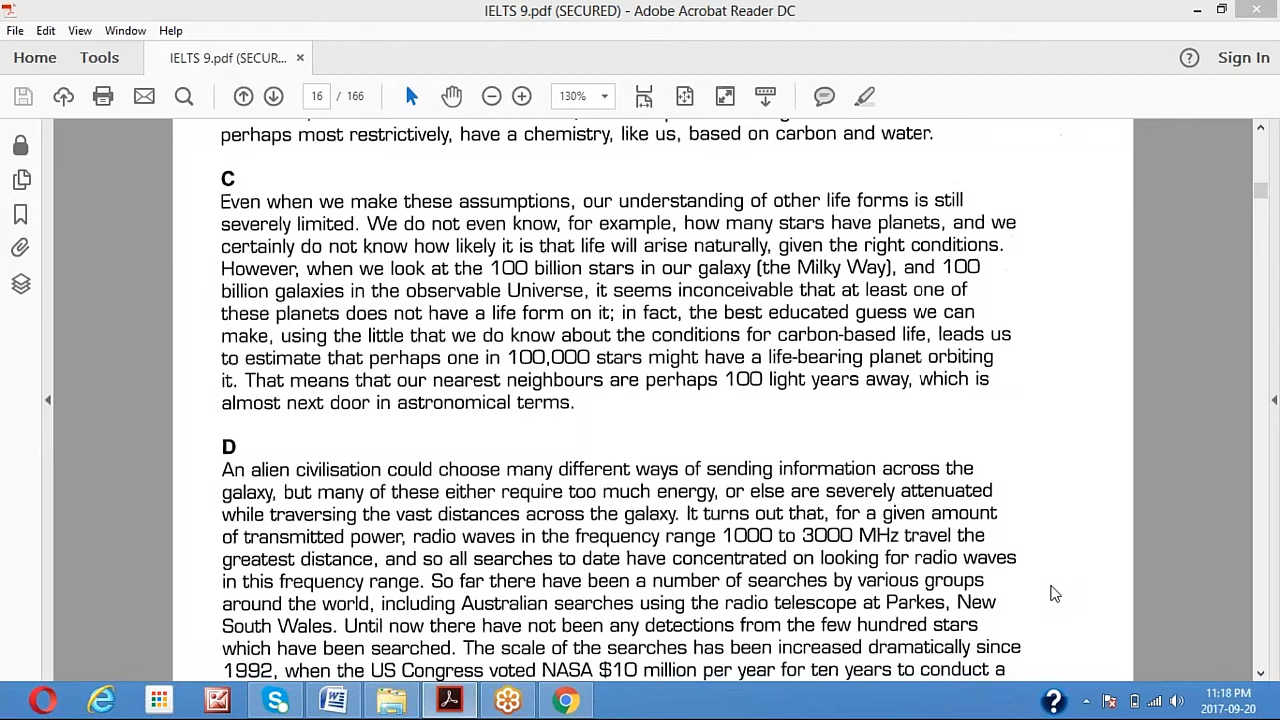 IELTS 9.pdf (SECURED) - Adobe Acrobat Reader DC
File Edit View Window Help
Home Tools IELTS 9.pdf (SECUR... × Sign In
16 / 166 130%
perhaps most restrictively, have a chemistry, like us, based on carbon and water.
C
Even when we make these assumptions, our understanding of other life forms is still
severely limited. We do not even know, for example, how many stars have planets, and we
certainly do not know how likely it is that life will arise naturally, given the right conditions.
However, when we look at the 100 billion stars in our galaxy (the Milky Way), and 100
billion galaxies in the observable Universe, it seems inconceivable that at least one of
these planets does not have a life form on it; in fact, the best educated guess we can
make, using the little that we do know about the conditions for carbon-based life, leads us
to estimate that perhaps one in 100,000 stars might have a life-bearing planet orbiting
it. That means that our nearest neighbours are perhaps 100 light years away, which is
almost next door in astronomical terms.
D
An alien civilisation could choose many different ways of sending information across the
galaxy, but many of these either require too much energy, or else are severely attenuated
while traversing the vast distances across the galaxy. It turns out that, for a given amount
of transmitted power, radio waves in the frequency range 1000 to 3000 MHz travel the
greatest distance, and so all searches to date have concentrated on looking for radio waves
in this frequency range. So far there have been a number of searches by various groups
around the world, including Australian searches using the radio telescope at Parkes, New
South Wales. Until now there have not been any detections from the few hundred stars
which have been searched. The scale of the searches has been increased dramatically since
1992, when the US Congress voted NASA $10 million per year for ten years to conduct a
11:18 PM
2017-09-20